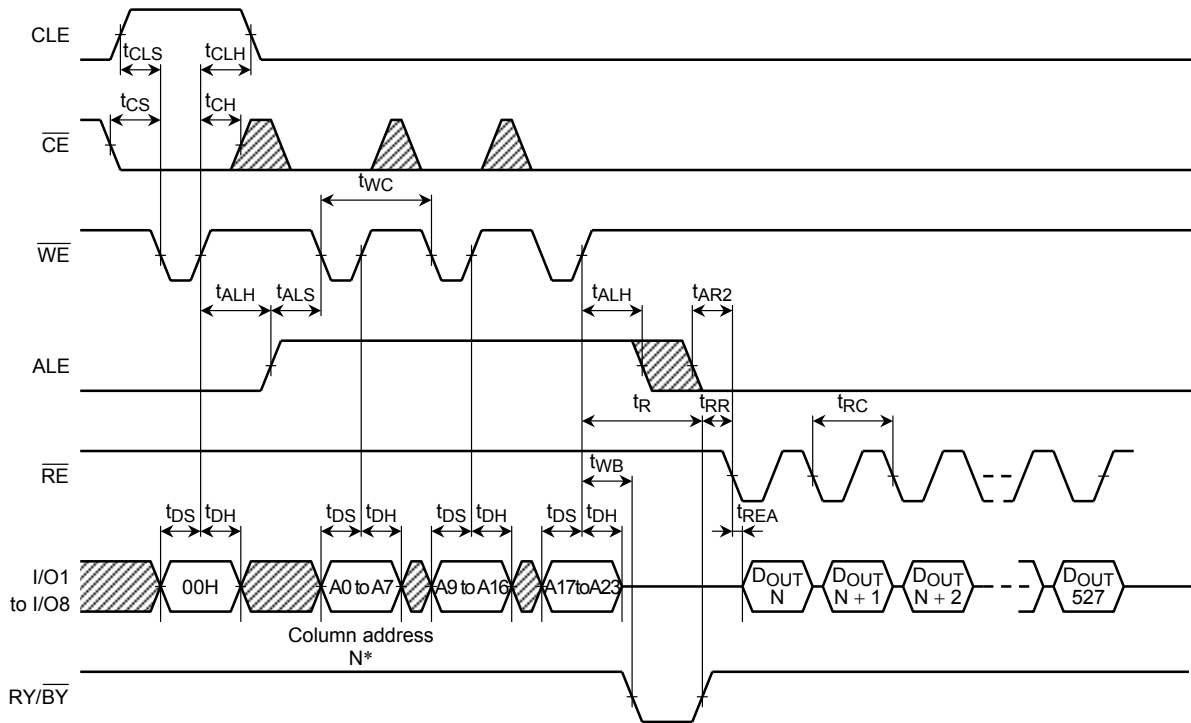 CLE
tCLS tCLH
tCS tCH
CE
tWC
WE
tALH tALS tALH tAR2
ALE
tR tRR tRC
RE
tWB
tDS tDH tDS tDH tDS tDH tDS tDH tREA
I/O1
to I/O8
00H A0 to A7 A9 to A16 A17 to A23 DOUT N DOUT N + 1 DOUT N + 2 DOUT 527
Column address
N*
RY/BY